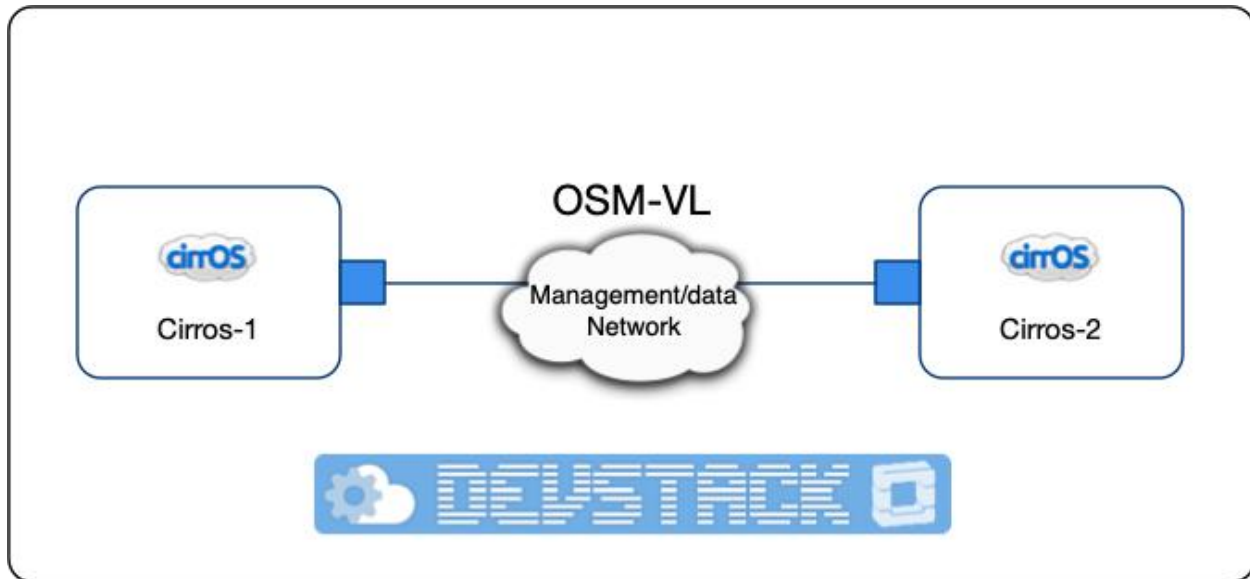 OSM-VL
cirrOS
Cirros-1
Management/data
Network
cirrOS
Cirros-2
DEVSTACK